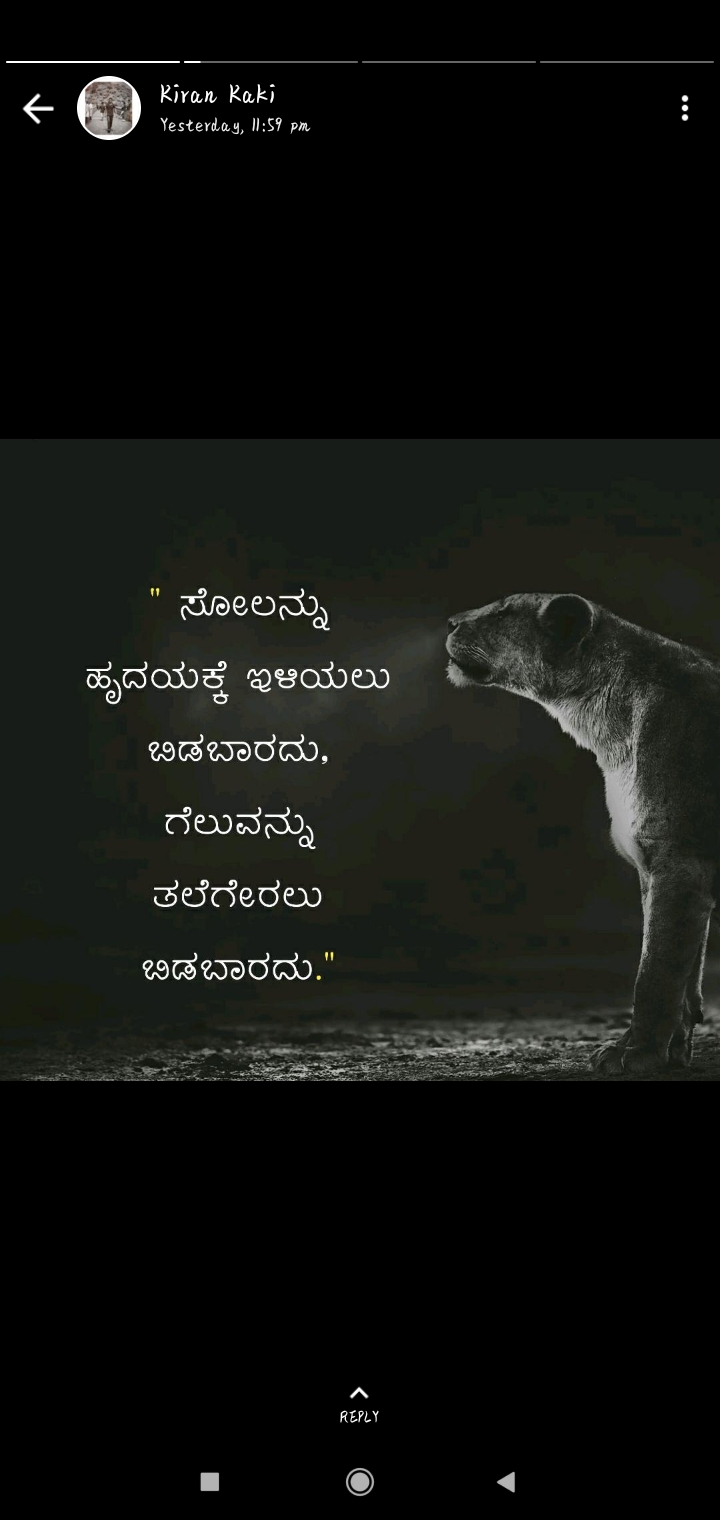 Kiran Kaki
Yesterday, 11:59 pm
" ಸೋಲನ್ನು
ಹೃದಯಕ್ಕೆ ಇಳಿಯಲು
ಬಿಡಬಾರದು,
ಗೆಲುವನ್ನು
ತಲೆಗೇರಲು
ಬಿಡಬಾರದು."
REPLY